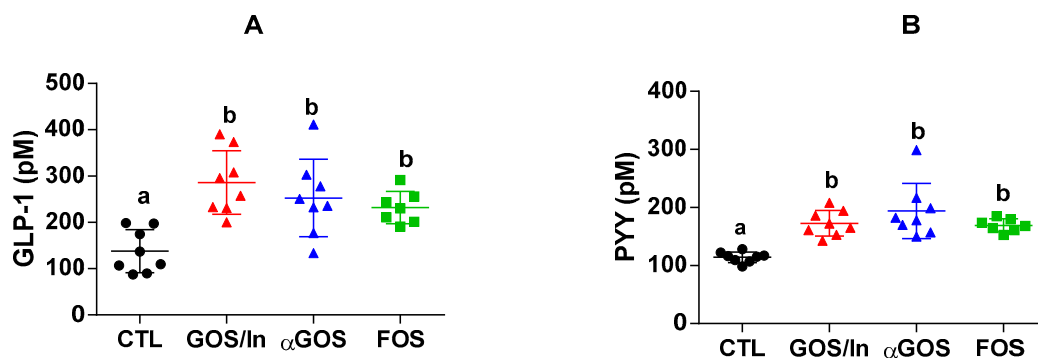 A
GLP-1 (pM)
500
400
300
200
100
0
a
b
b
b
CTL
GOS/In
αGOS
FOS
B
PYY (pM)
400
300
200
100
0
a
b
b
b
CTL
GOS/In
αGOS
FOS